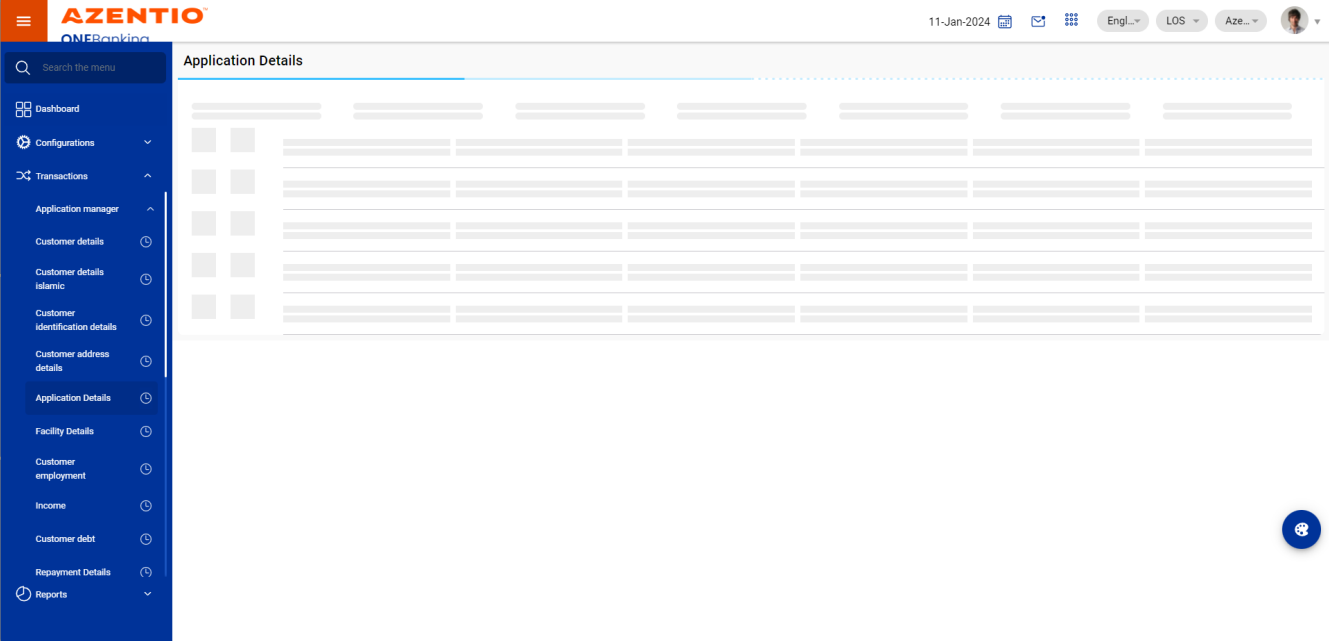 AZENTIO™
ONEBanking
11-Jan-2024
Engl...
LOS
Aze...
Search the menu
Application Details
Dashboard
Configurations
Transactions
Application manager
Customer details
Customer details
islamic
Customer
identification details
Customer address
details
Application Details
Facility Details
Customer
employment
Income
Customer debt
Repayment Details
Reports